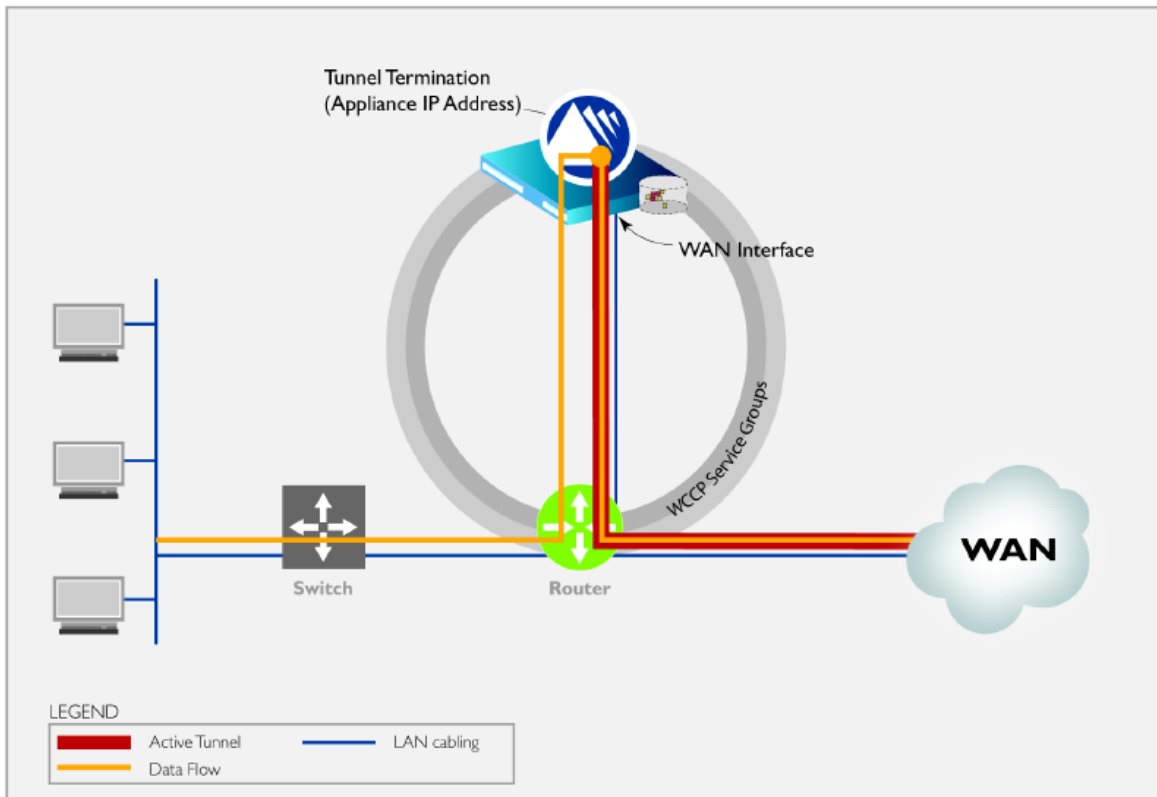 Tunnel Termination
(Appliance IP Address)
WAN Interface
WCCP Service Groups
WAN
Switch
Router
LEGEND
Active Tunnel
LAN cabling
Data Flow